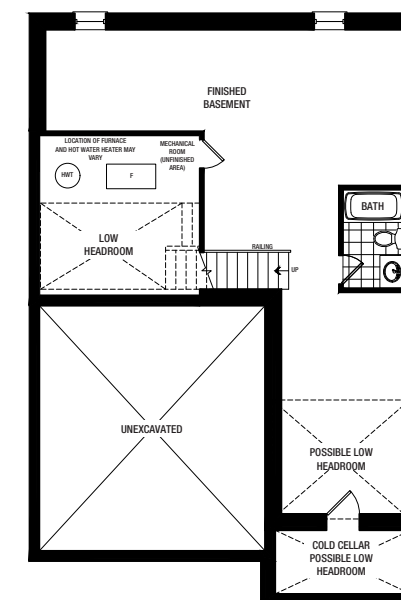 FINISHED
BASEMENT
LOCATION OF FURNACE
AND HOT WATER HEATER MAY
VARY
MECHANICAL
ROOM
(UNFINISHED
AREA)
HWT
F
BATH
LOW
HEADROOM
RAILING
UP
UNEXCAVATED
POSSIBLE LOW
HEADROOM
COLD CELLAR
POSSIBLE LOW
HEADROOM